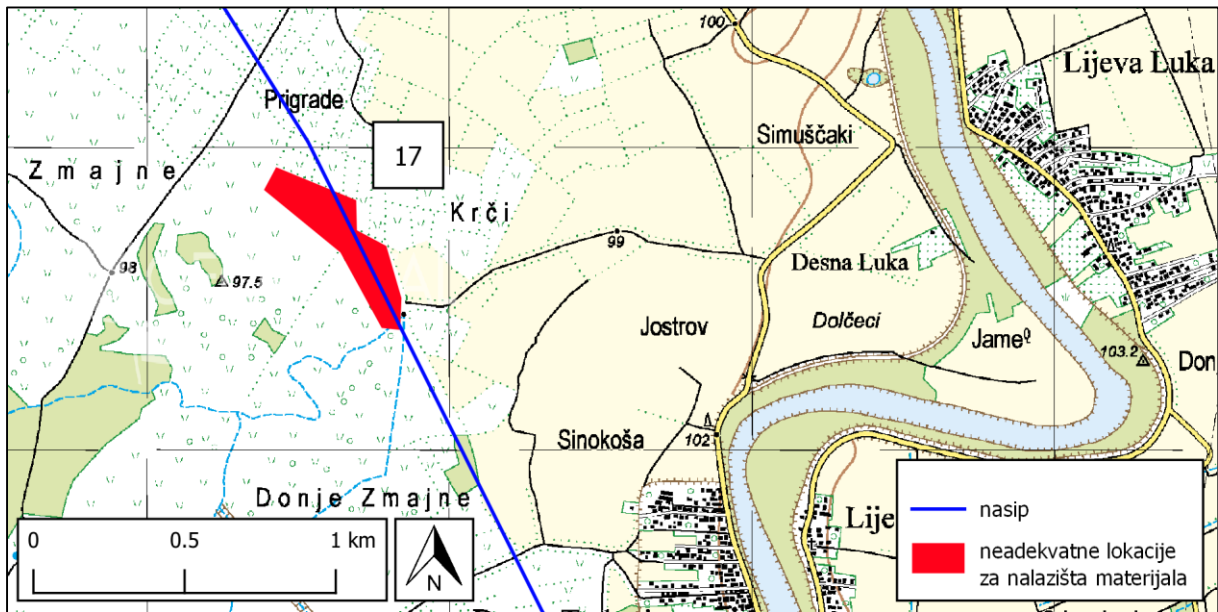 100
Lijeva Luka
Prigrade
Simuščaki
17
Zmajne
Krči
99
98
97.5
Desna Luka
Jostrov
Dolčeci
Jame
103.2
Don
Sinokoša
102
Donje Zmajne
Lije
0 0.5 1 km
N
nasip
neadekvatne lokacije
za nalazišta materijala